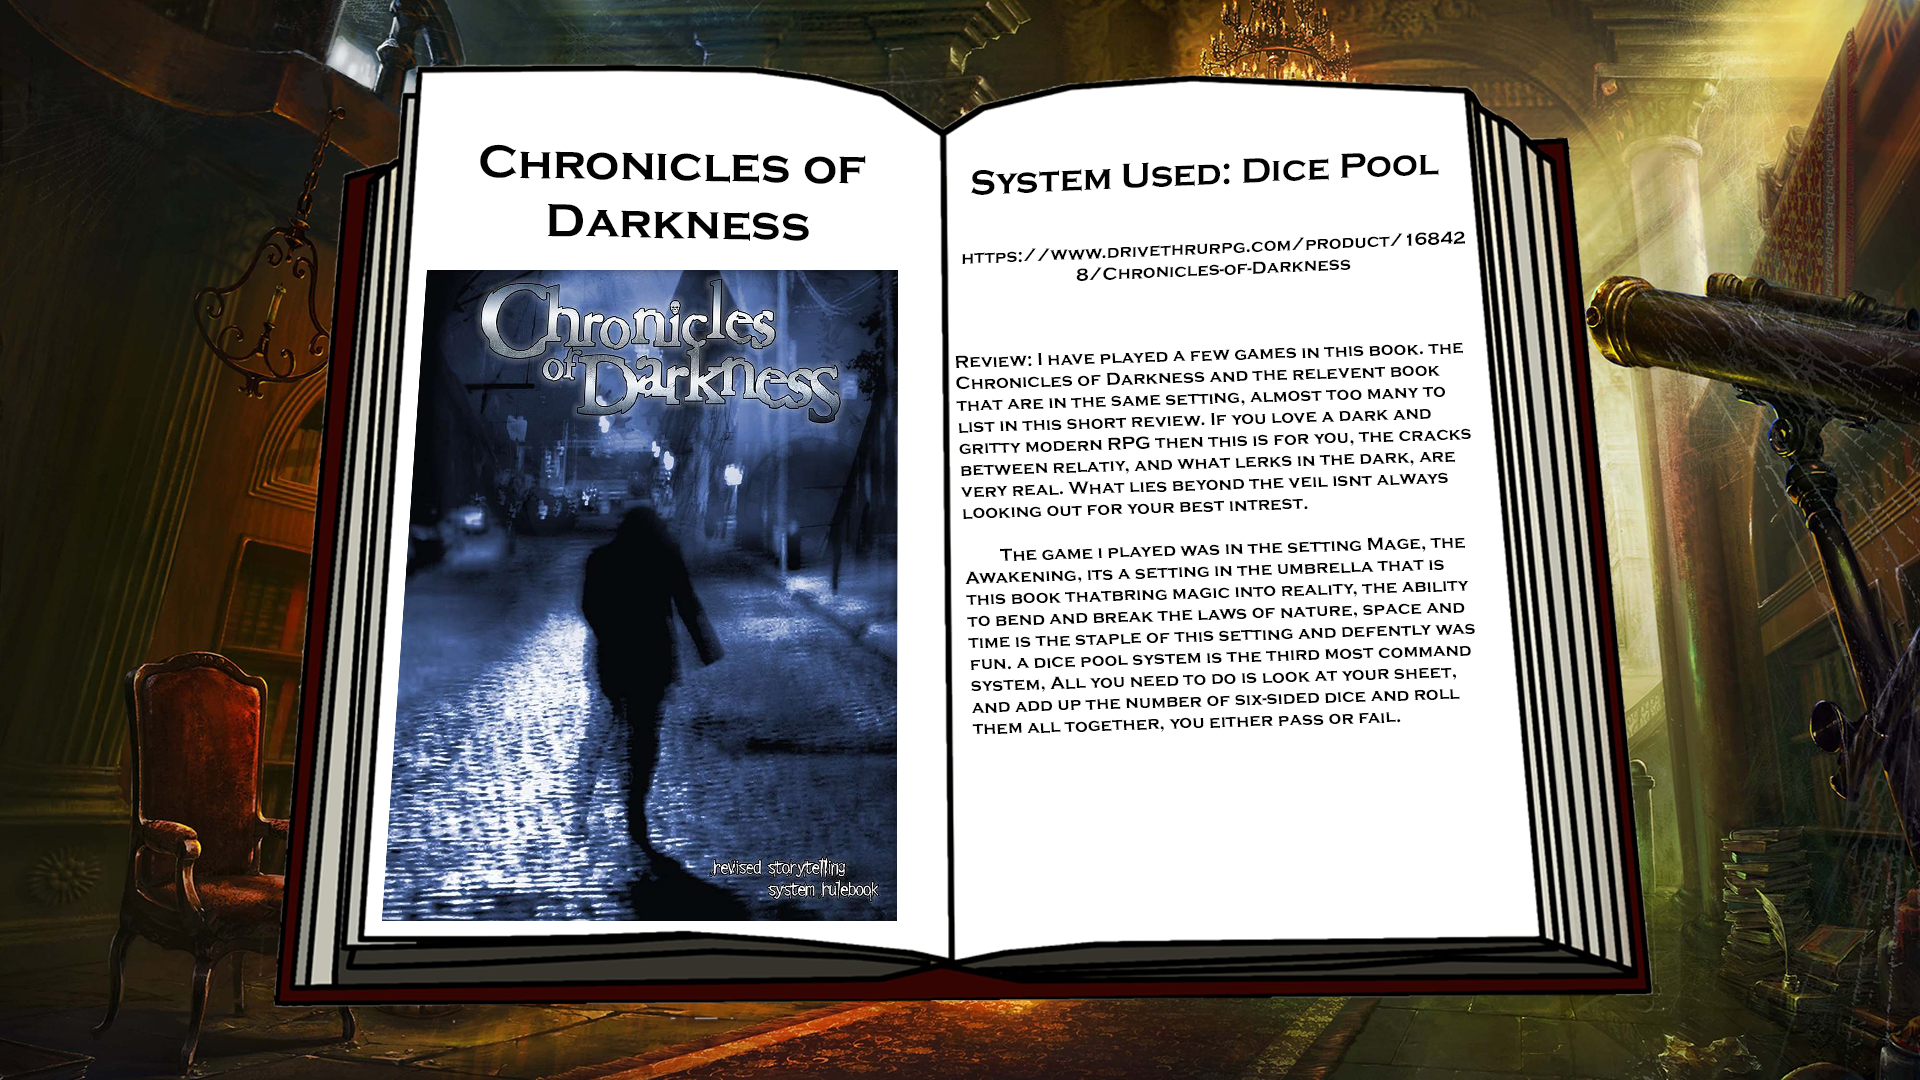 Chronicles of
Darkness
Chronicles
of Darkness
revised storytelling
system rulebook
System Used: Dice Pool
https://www.drivethrurpg.com/product/16842
8/Chronicles-of-Darkness
Review: I have played a few games in this book. the
Chronicles of Darkness and the relevent book
that are in the same setting, almost too many to
list in this short review. If you love a dark and
gritty modern RPG then this is for you, the cracks
between relatiy, and what lerks in the dark, are
very real. What lies beyond the veil isnt always
looking out for your best intrest.
The game i played was in the setting Mage, the
Awakening, its a setting in the umbrella that is
this book thatbring magic into reality, the ability
to bend and break the laws of nature, space and
time is the staple of this setting and defently was
fun. a dice pool system is the third most command
system, All you need to do is look at your sheet,
and add up the number of six-sided dice and roll
them all together, you either pass or fail.